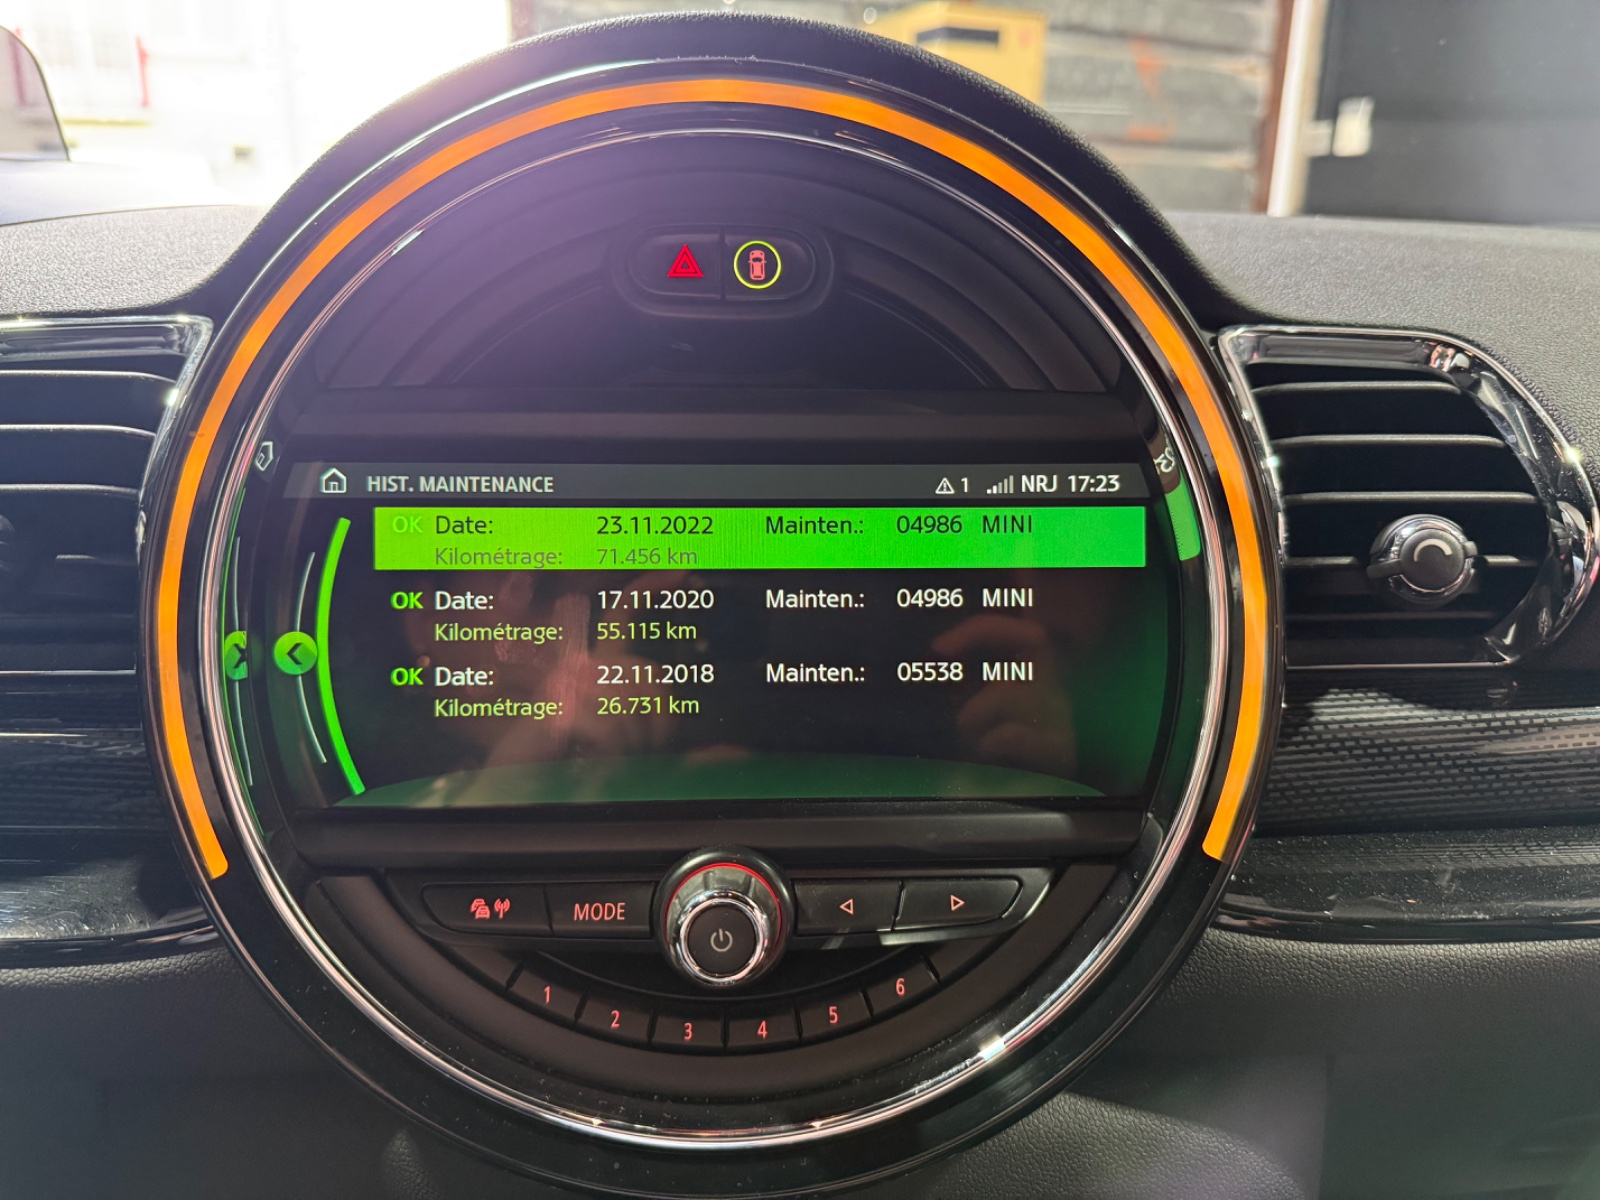 HIST. MAINTENANCE 1 NRJ 17:23
OK Date: 23.11.2022 Mainten.: 04986 MINI
Kilométrage: 71.456 km
OK Date: 17.11.2020 Mainten.: 04986 MINI
Kilométrage: 55.115 km
OK Date: 22.11.2018 Mainten.: 05538 MINI
Kilométrage: 26.731 km
MODE
1 2 3 4 5 6